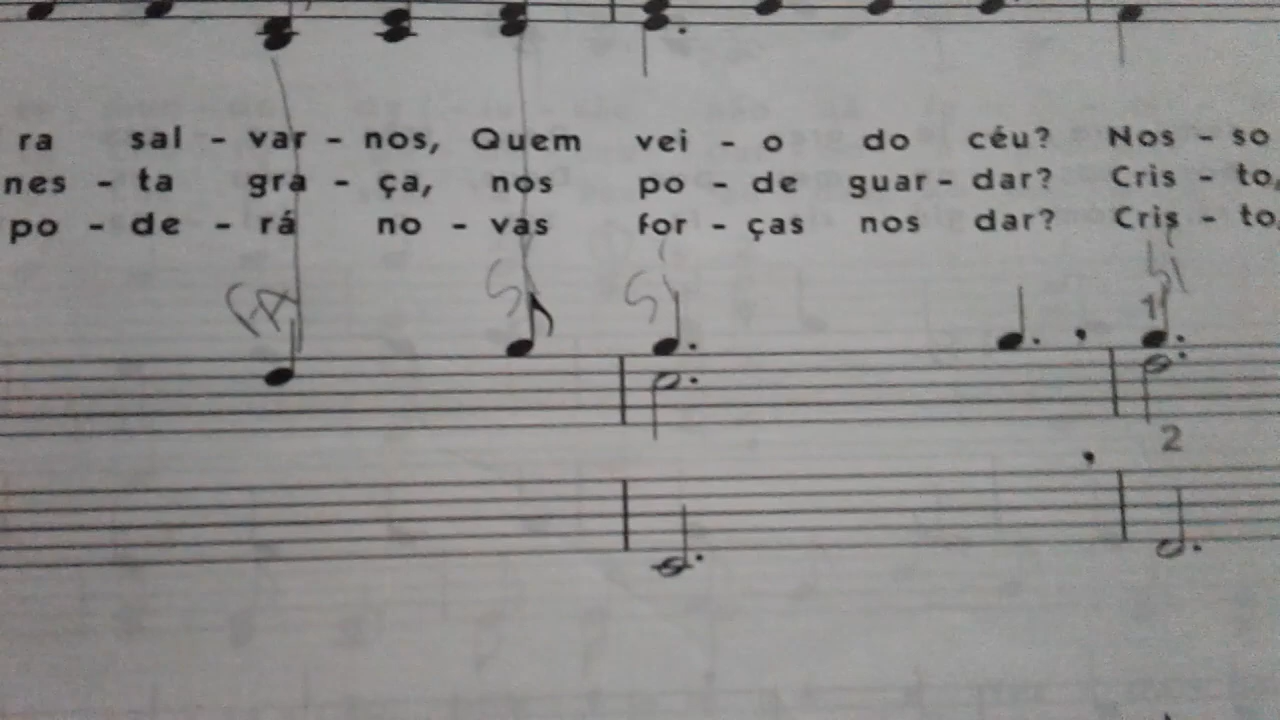 ra sal - var - nos, Quem vei - o do céu? Nos - so
nes - ta gra - ça, nos po - de guar - dar? Cris - to,
po - de - rá no - vas for - ças nos dar? Cris - to,
FA SI SI SI
1
2